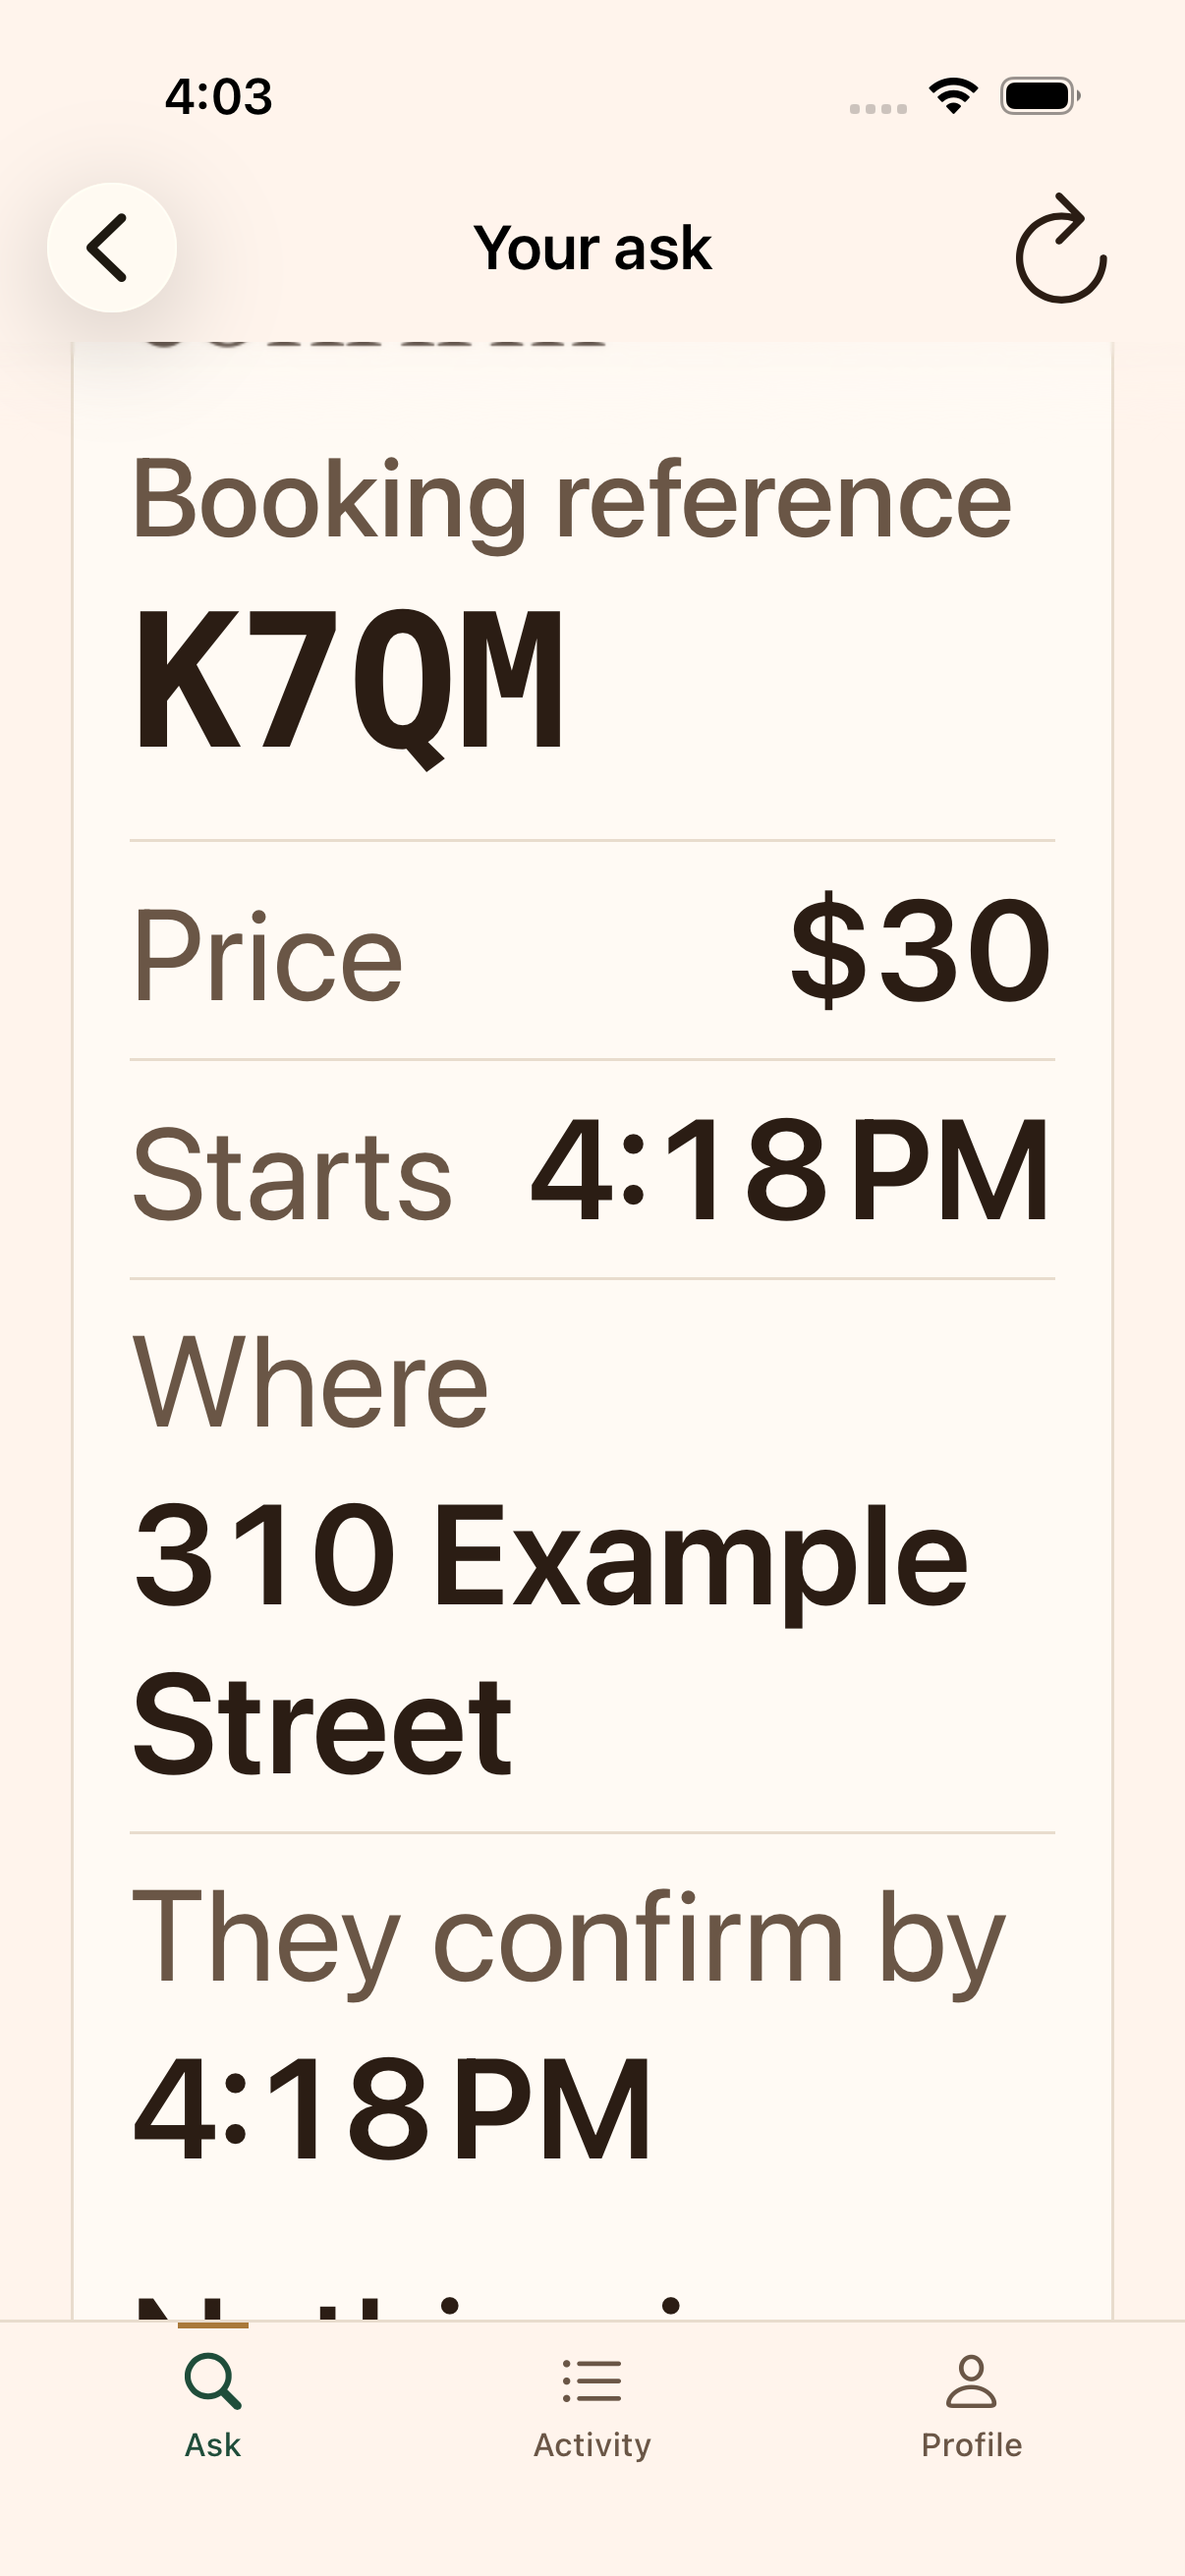 4:03
Your ask
Booking reference
K7QM
Price $30
Starts 4:18 PM
Where
310 Example
Street
They confirm by
4:18 PM
Ask Activity Profile